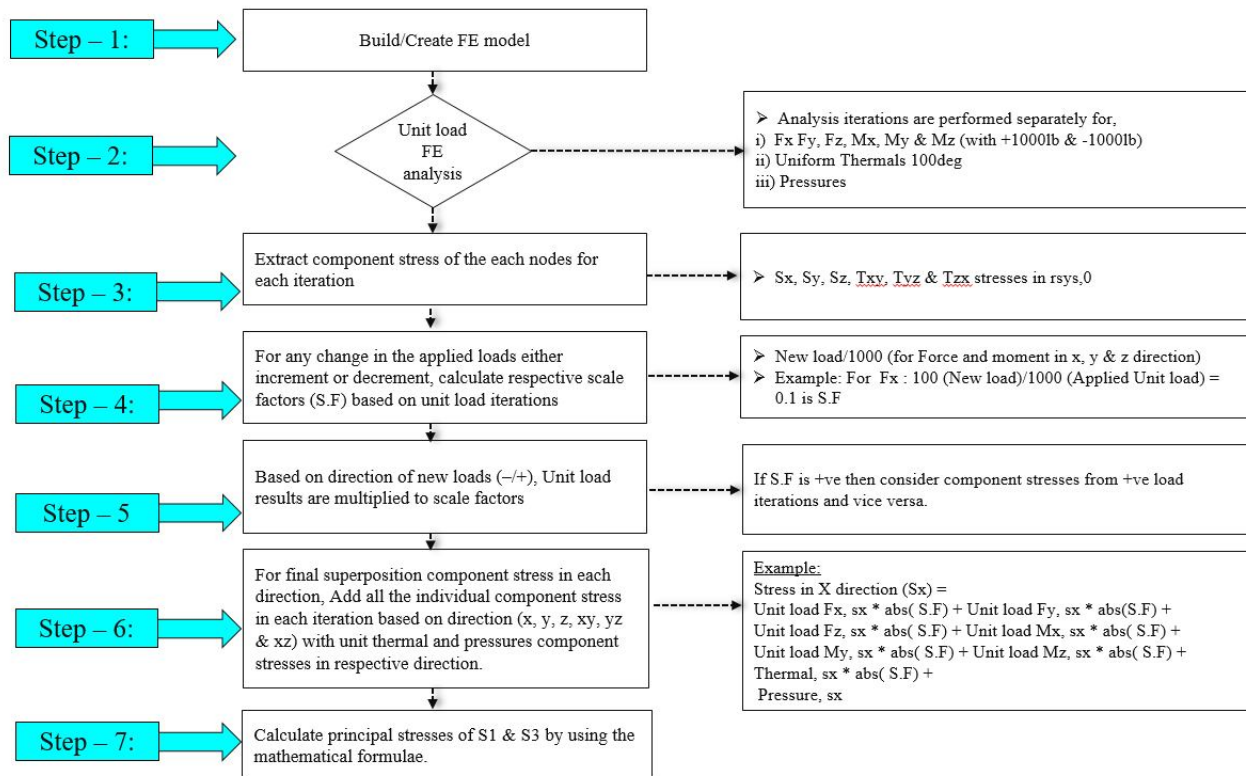 Step – 1:
Build/Create FE model
Step – 2:
Unit load
FE
analysis
➢ Analysis iterations are performed separately for,
i) Fx Fy, Fz, Mx, My & Mz (with +1000lb & -1000lb)
ii) Uniform Thermals 100deg
iii) Pressures
Step – 3:
Extract component stress of the each nodes for
each iteration
➢ Sx, Sy, Sz, Txy, Tyz & Tzx stresses in rsys,0
Step – 4:
For any change in the applied loads either
increment or decrement, calculate respective scale
factors (S.F) based on unit load iterations
➢ New load/1000 (for Force and moment in x, y & z direction)
➢ Example: For Fx : 100 (New load)/1000 (Applied Unit load) =
0.1 is S.F
Step – 5
Based on direction of new loads (–/+), Unit load
results are multiplied to scale factors
If S.F is +ve then consider component stresses from +ve load
iterations and vice versa.
Step – 6:
For final superposition component stress in each
direction, Add all the individual component stress
in each iteration based on direction (x, y, z, xy, yz
& xz) with unit thermal and pressures component
stresses in respective direction.
Example:
Stress in X direction (Sx) =
Unit load Fx, sx * abs( S.F) + Unit load Fy, sx * abs(S.F) +
Unit load Fz, sx * abs( S.F) + Unit load Mx, sx * abs( S.F) +
Unit load My, sx * abs( S.F) + Unit load Mz, sx * abs( S.F) +
Thermal, sx * abs( S.F) +
Pressure, sx
Step – 7:
Calculate principal stresses of S1 & S3 by using the
mathematical formulae.